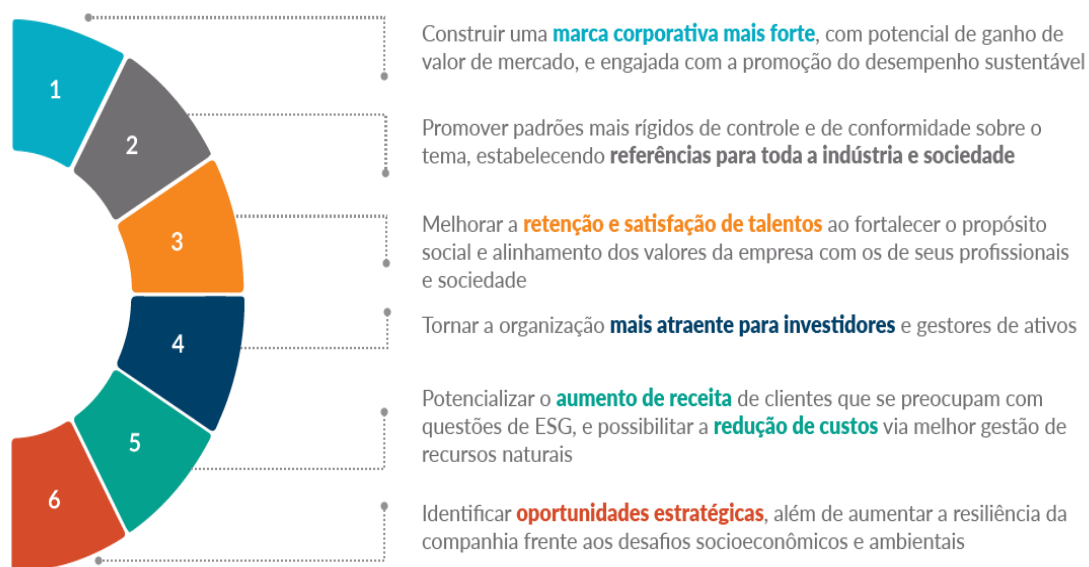 1
Construir uma marca corporativa mais forte, com potencial de ganho de
valor de mercado, e engajada com a promoção do desempenho sustentável
2
Promover padrões mais rígidos de controle e de conformidade sobre o
tema, estabelecendo referências para toda a indústria e sociedade
3
Melhorar a retenção e satisfação de talentos ao fortalecer o propósito
social e alinhamento dos valores da empresa com os de seus profissionais
e sociedade
4
Tornar a organização mais atraente para investidores e gestores de ativos
5
Potencializar o aumento de receita de clientes que se preocupam com
questões de ESG, e possibilitar a redução de custos via melhor gestão de
recursos naturais
6
Identificar oportunidades estratégicas, além de aumentar a resiliência da
companhia frente aos desafios socioeconômicos e ambientais